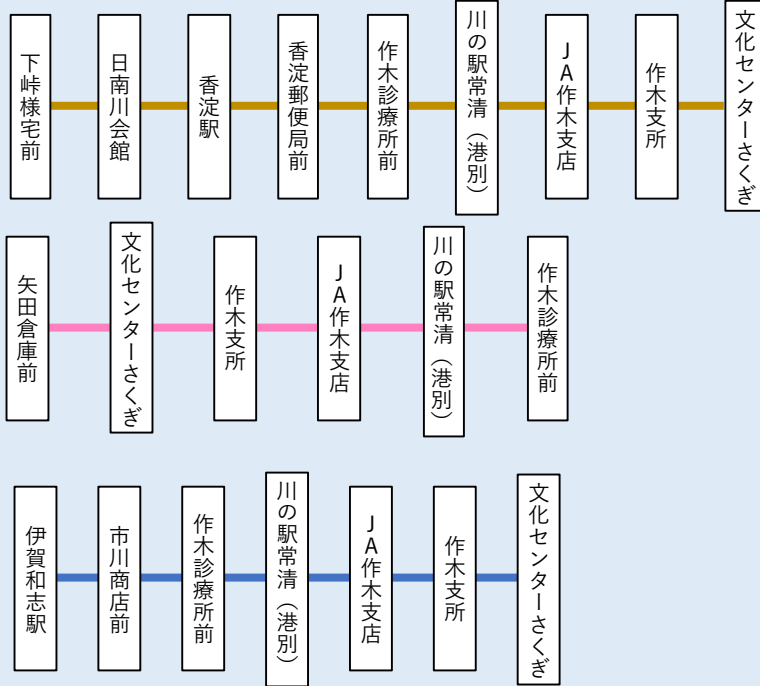 下峠様宅前
日南川会館
香淀駅
香淀郵便局前
作木診療所前
川の駅常清（港別）
JA作木支店
作木支所
文化センターさくぎ
矢田倉庫前
文化センターさくぎ
作木支所
JA作木支店
川の駅常清（港別）
作木診療所前
伊賀和志駅
市川商店前
作木診療所前
川の駅常清（港別）
JA作木支店
作木支所
文化センターさくぎ